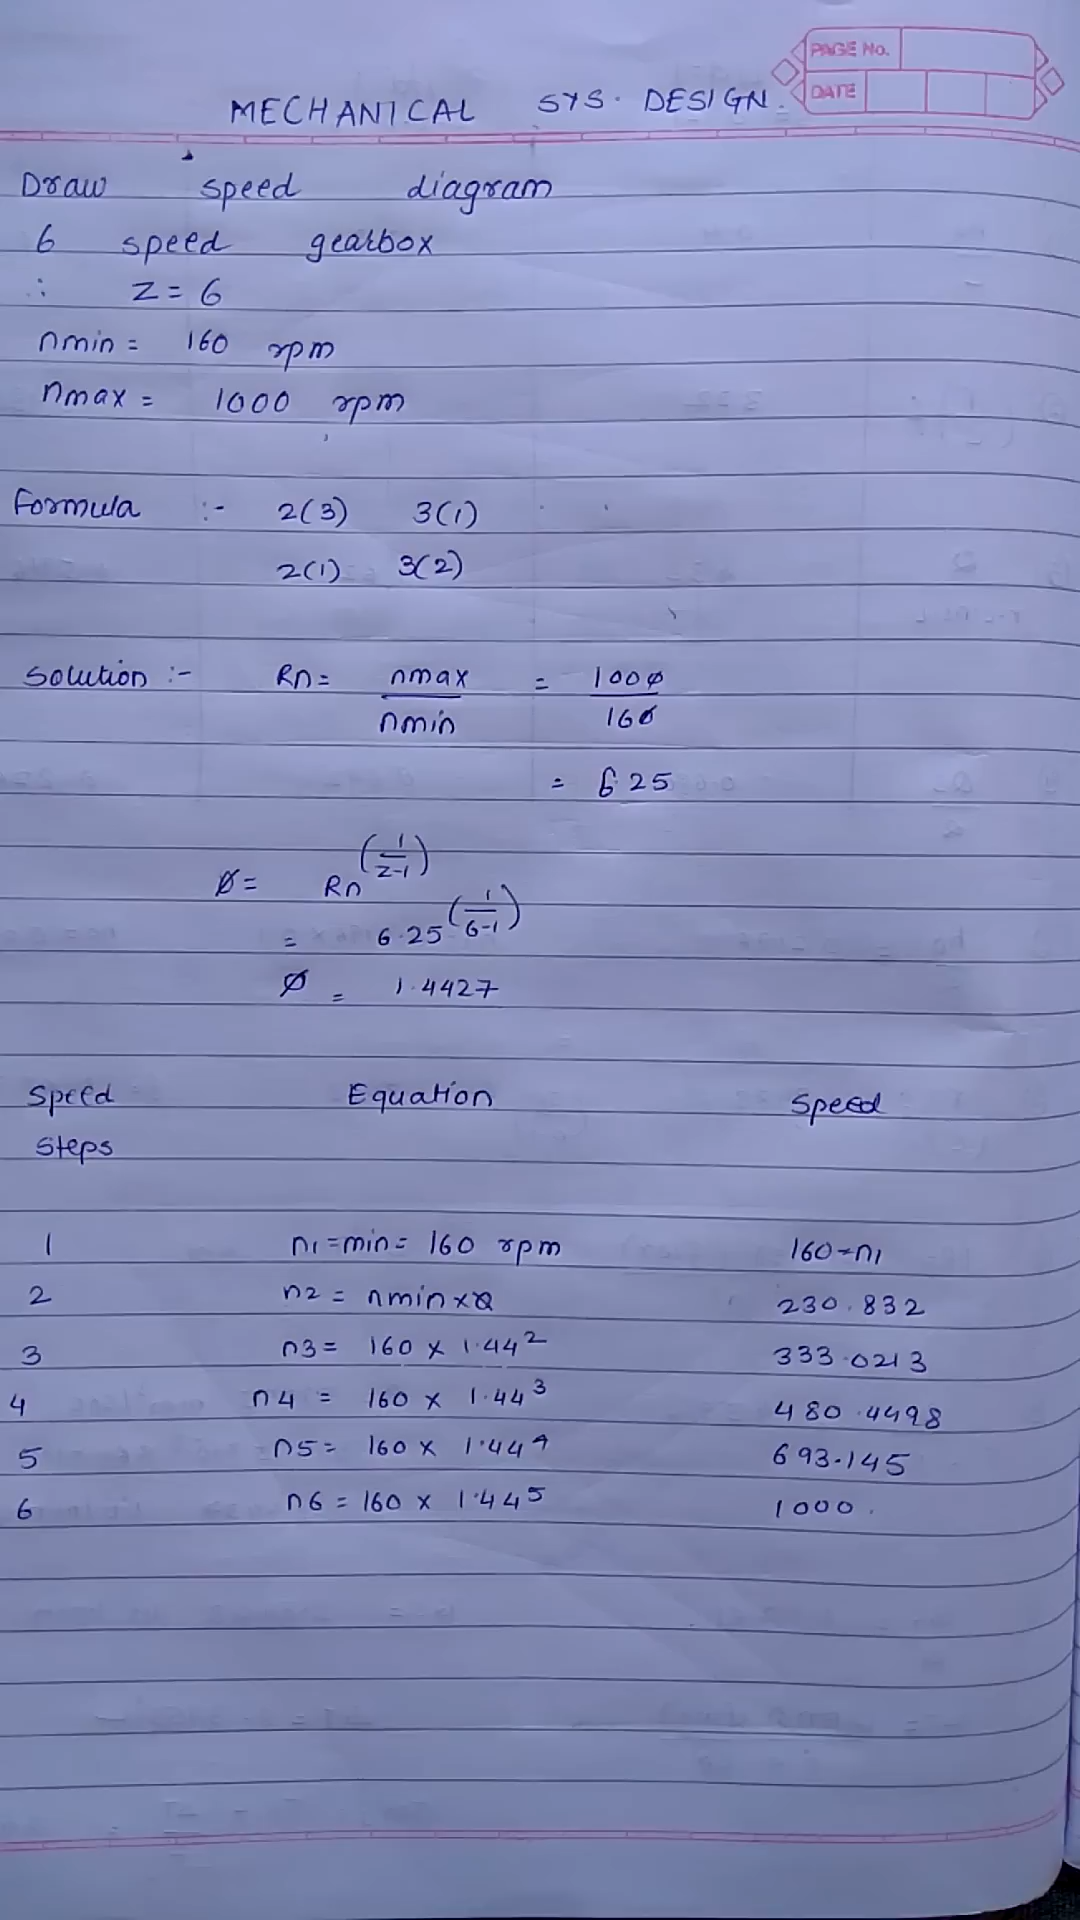 PAGE No.
DATE
MECHANICAL SYS. DESIGN.
Draw speed diagram
6 speed gearbox
∴ Z = 6
nmin = 160 rpm
nmax = 1000 rpm
Formula :- 2(3) 3(1)
2(1) 3(2)
Solution :- Rn = nmax / nmin = 1000 / 160
= 6.25
Ø = Rn^(1/z-1)
= 6.25^(1/6-1)
Ø = 1.4427
Speed Equation Speed
Steps
1 n1 = min = 160 rpm 160 = n1
2 n2 = nmin x Ø 230.832
3 n3 = 160 x 1.44^2 333.0213
4 n4 = 160 x 1.44^3 480.4498
5 n5 = 160 x 1.44^4 693.145
6 n6 = 160 x 1.44^5 1000.